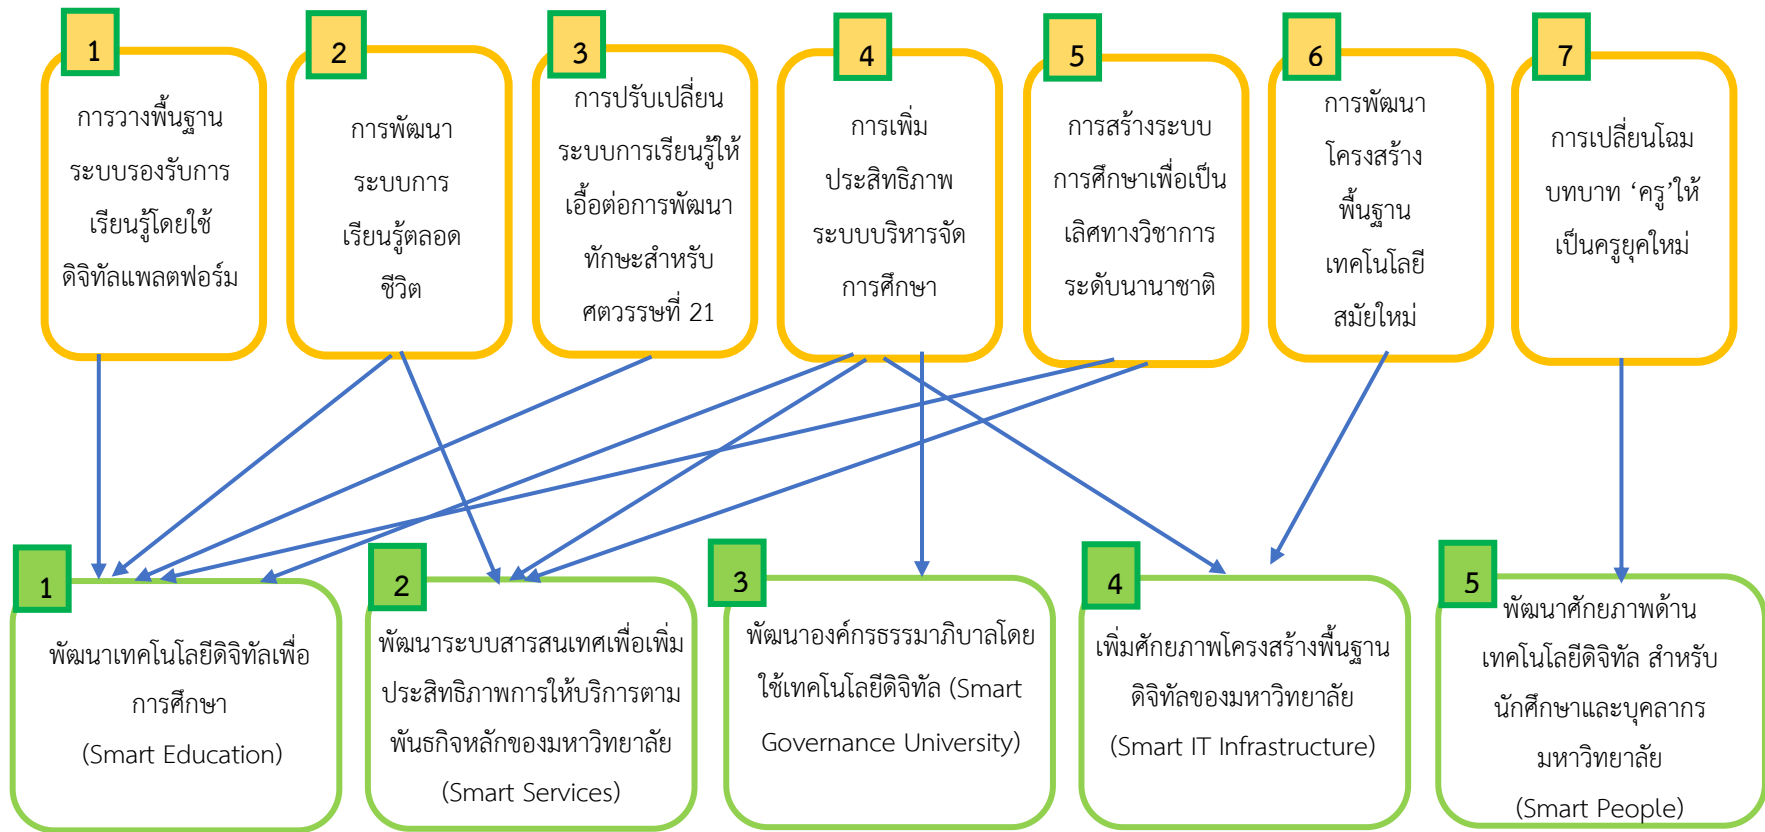 1
การวางพื้นฐาน
ระบบรองรับการ
เรียนรู้โดยใช้
ดิจิทัลแพลตฟอร์ม
2
การพัฒนา
ระบบการ
เรียนรู้ตลอด
ชีวิต
3
การปรับเปลี่ยน
ระบบการเรียนรู้ให้
เอื้อต่อการพัฒนา
ทักษะสำหรับ
ศตวรรษที่ 21
4
การเพิ่ม
ประสิทธิภาพ
ระบบบริหารจัด
การศึกษา
5
การสร้างระบบ
การศึกษาเพื่อเป็น
เลิศทางวิชาการ
ระดับนานาชาติ
6
การพัฒนา
โครงสร้าง
พื้นฐาน
เทคโนโลยี
สมัยใหม่
7
การเปลี่ยนโฉม
บทบาท ‘ครู’ให้
เป็นครูยุคใหม่
1
พัฒนาเทคโนโลยีดิจิทัลเพื่อ
การศึกษา
(Smart Education)
2
พัฒนาระบบสารสนเทศเพื่อเพิ่ม
ประสิทธิภาพการให้บริการตาม
พันธกิจหลักของมหาวิทยาลัย
(Smart Services)
3
พัฒนาองค์กรธรรมาภิบาลโดย
ใช้เทคโนโลยีดิจิทัล (Smart
Governance University)
4
เพิ่มศักยภาพโครงสร้างพื้นฐาน
ดิจิทัลของมหาวิทยาลัย
(Smart IT Infrastructure)
5
พัฒนาศักยภาพด้าน
เทคโนโลยีดิจิทัล สำหรับ
นักศึกษาและบุคลากร
มหาวิทยาลัย
(Smart People)